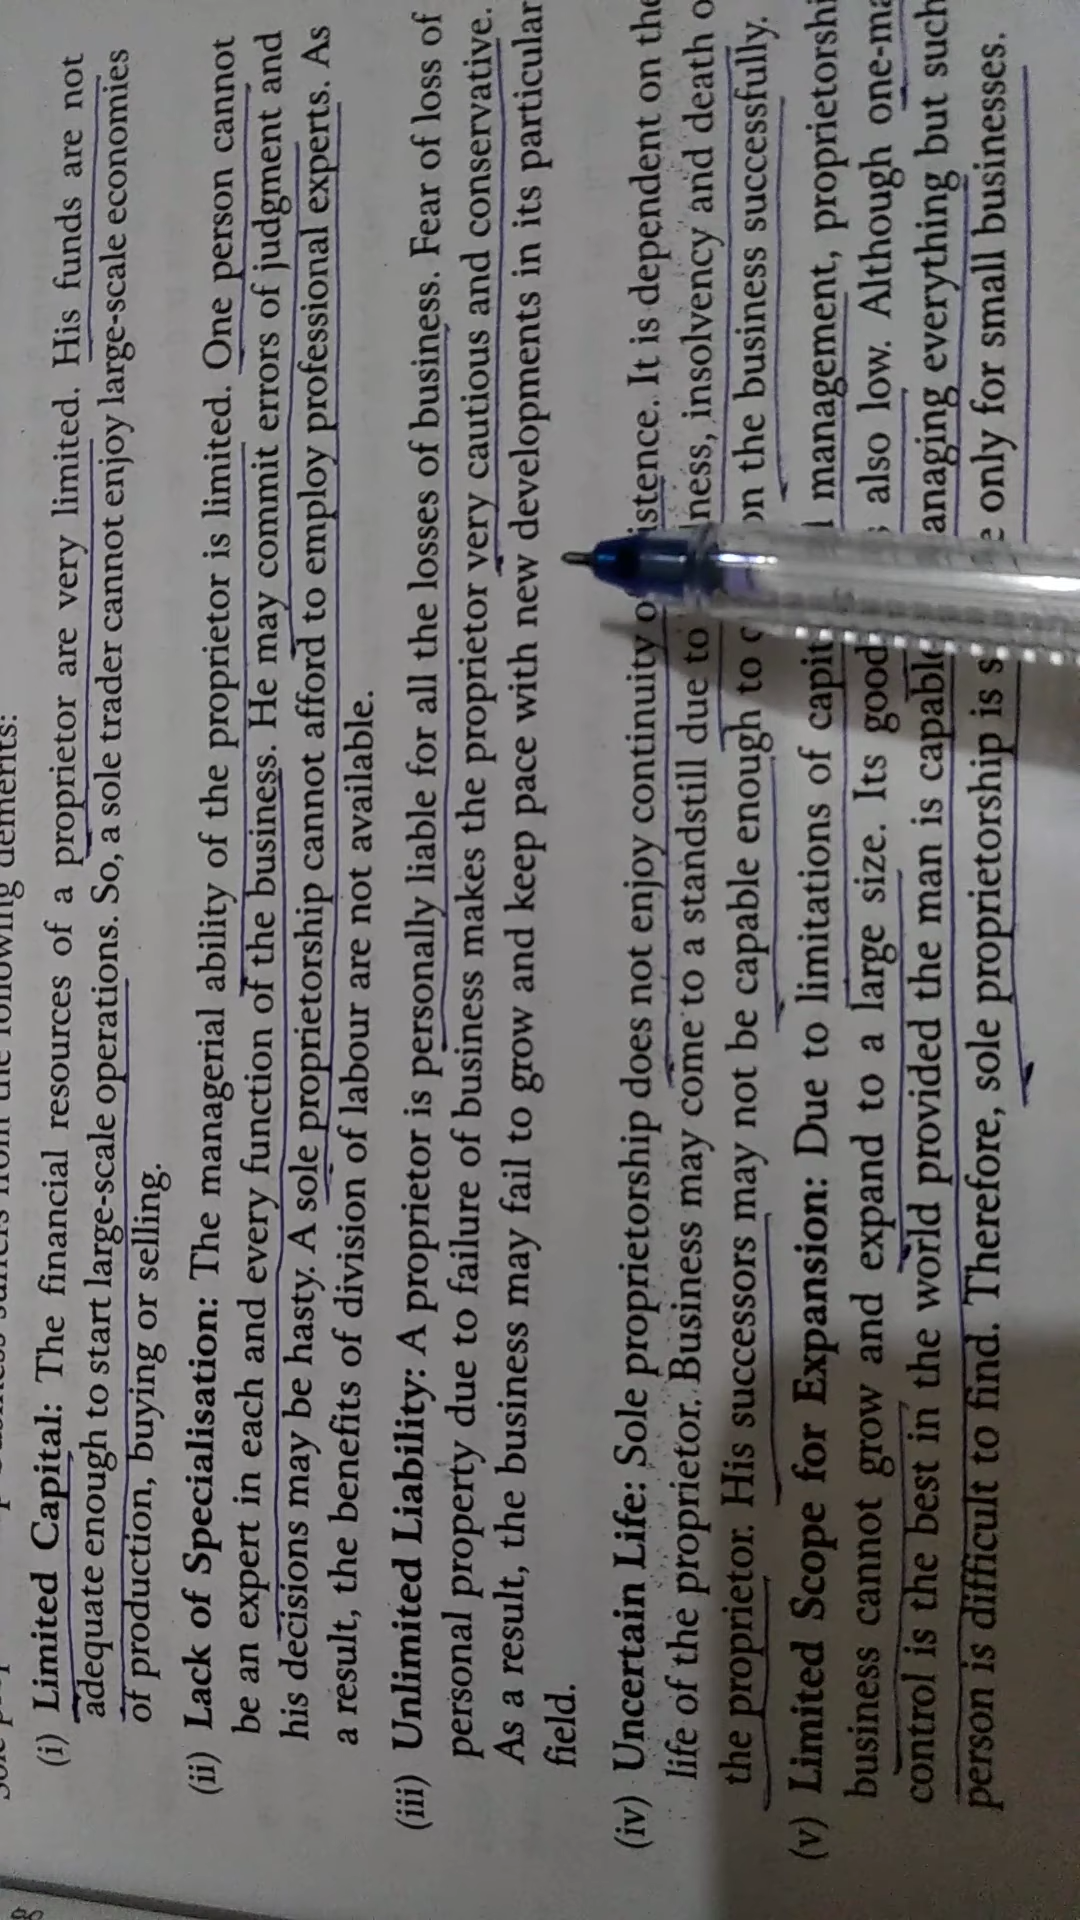 following demerits:
(i) Limited Capital: The financial resources of a proprietor are very limited. His funds are not
adequate enough to start large-scale operations. So, a sole trader cannot enjoy large-scale economies
of production, buying or selling.
(ii) Lack of Specialisation: The managerial ability of the proprietor is limited. One person cannot
be an expert in each and every function of the business. He may commit errors of judgment and
his decisions may be hasty. A sole proprietorship cannot afford to employ professional experts. As
a result, the benefits of division of labour are not available.
(iii) Unlimited Liability: A proprietor is personally liable for all the losses of business. Fear of loss of
personal property due to failure of business makes the proprietor very cautious and conservative.
As a result, the business may fail to grow and keep pace with new developments in its particular
field.
(iv) Uncertain Life: Sole proprietorship does not enjoy continuity o istence. It is dependent on the
life of the proprietor. Business may come to a standstill due to ness, insolvency and death o
the proprietor. His successors may not be capable enough to on the business successfully.
(v) Limited Scope for Expansion: Due to limitations of capit management, proprietorshi
business cannot grow and expand to a large size. Its good also low. Although one-ma
control is the best in the world provided the man is capable anaging everything but such
person is difficult to find. Therefore, sole proprietorship is s only for small businesses.